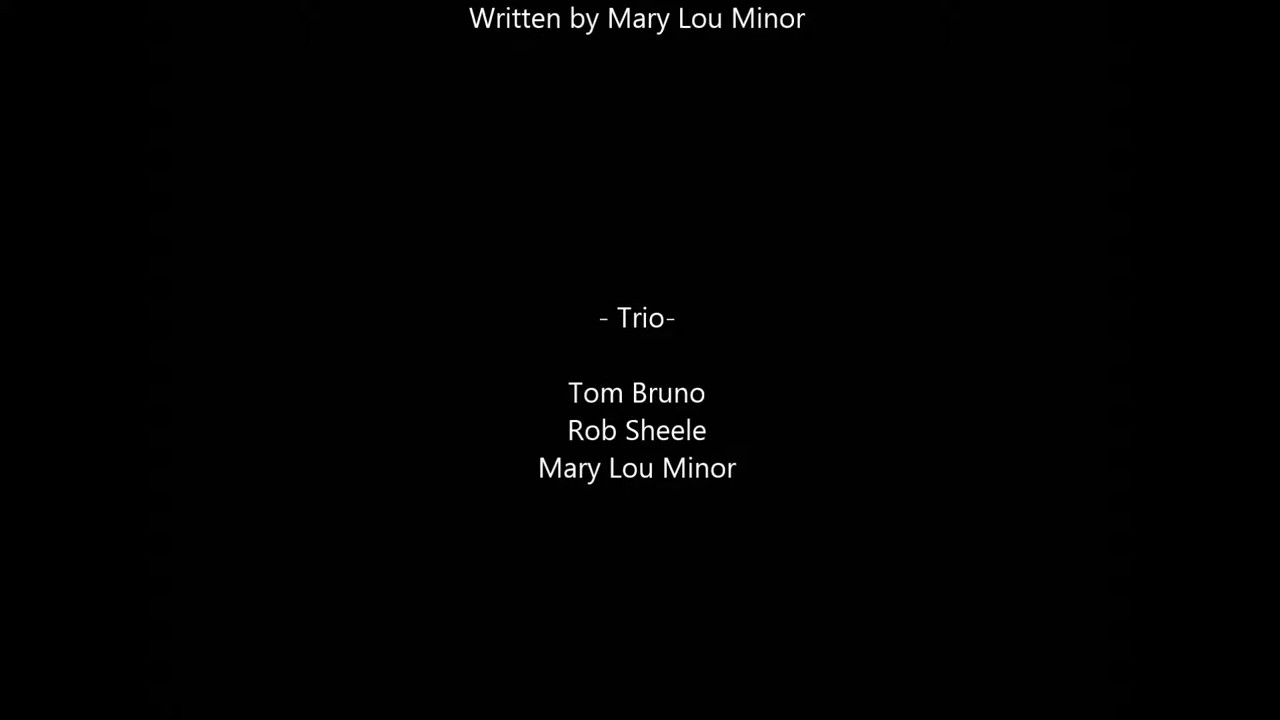 Written by Mary Lou Minor
- Trio-
Tom Bruno
Rob Sheele
Mary Lou Minor